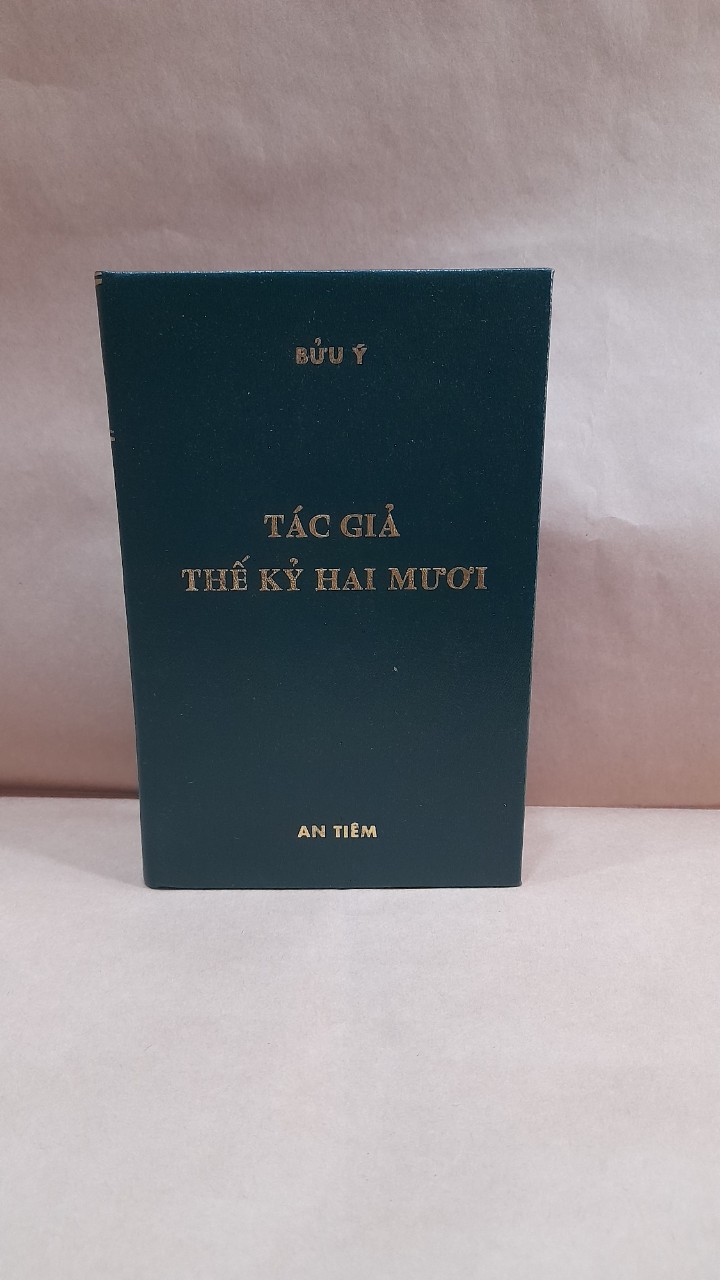 BỬU Ý
TÁC GIẢ
THẾ KỶ HAI MƯƠI
AN TIÊM